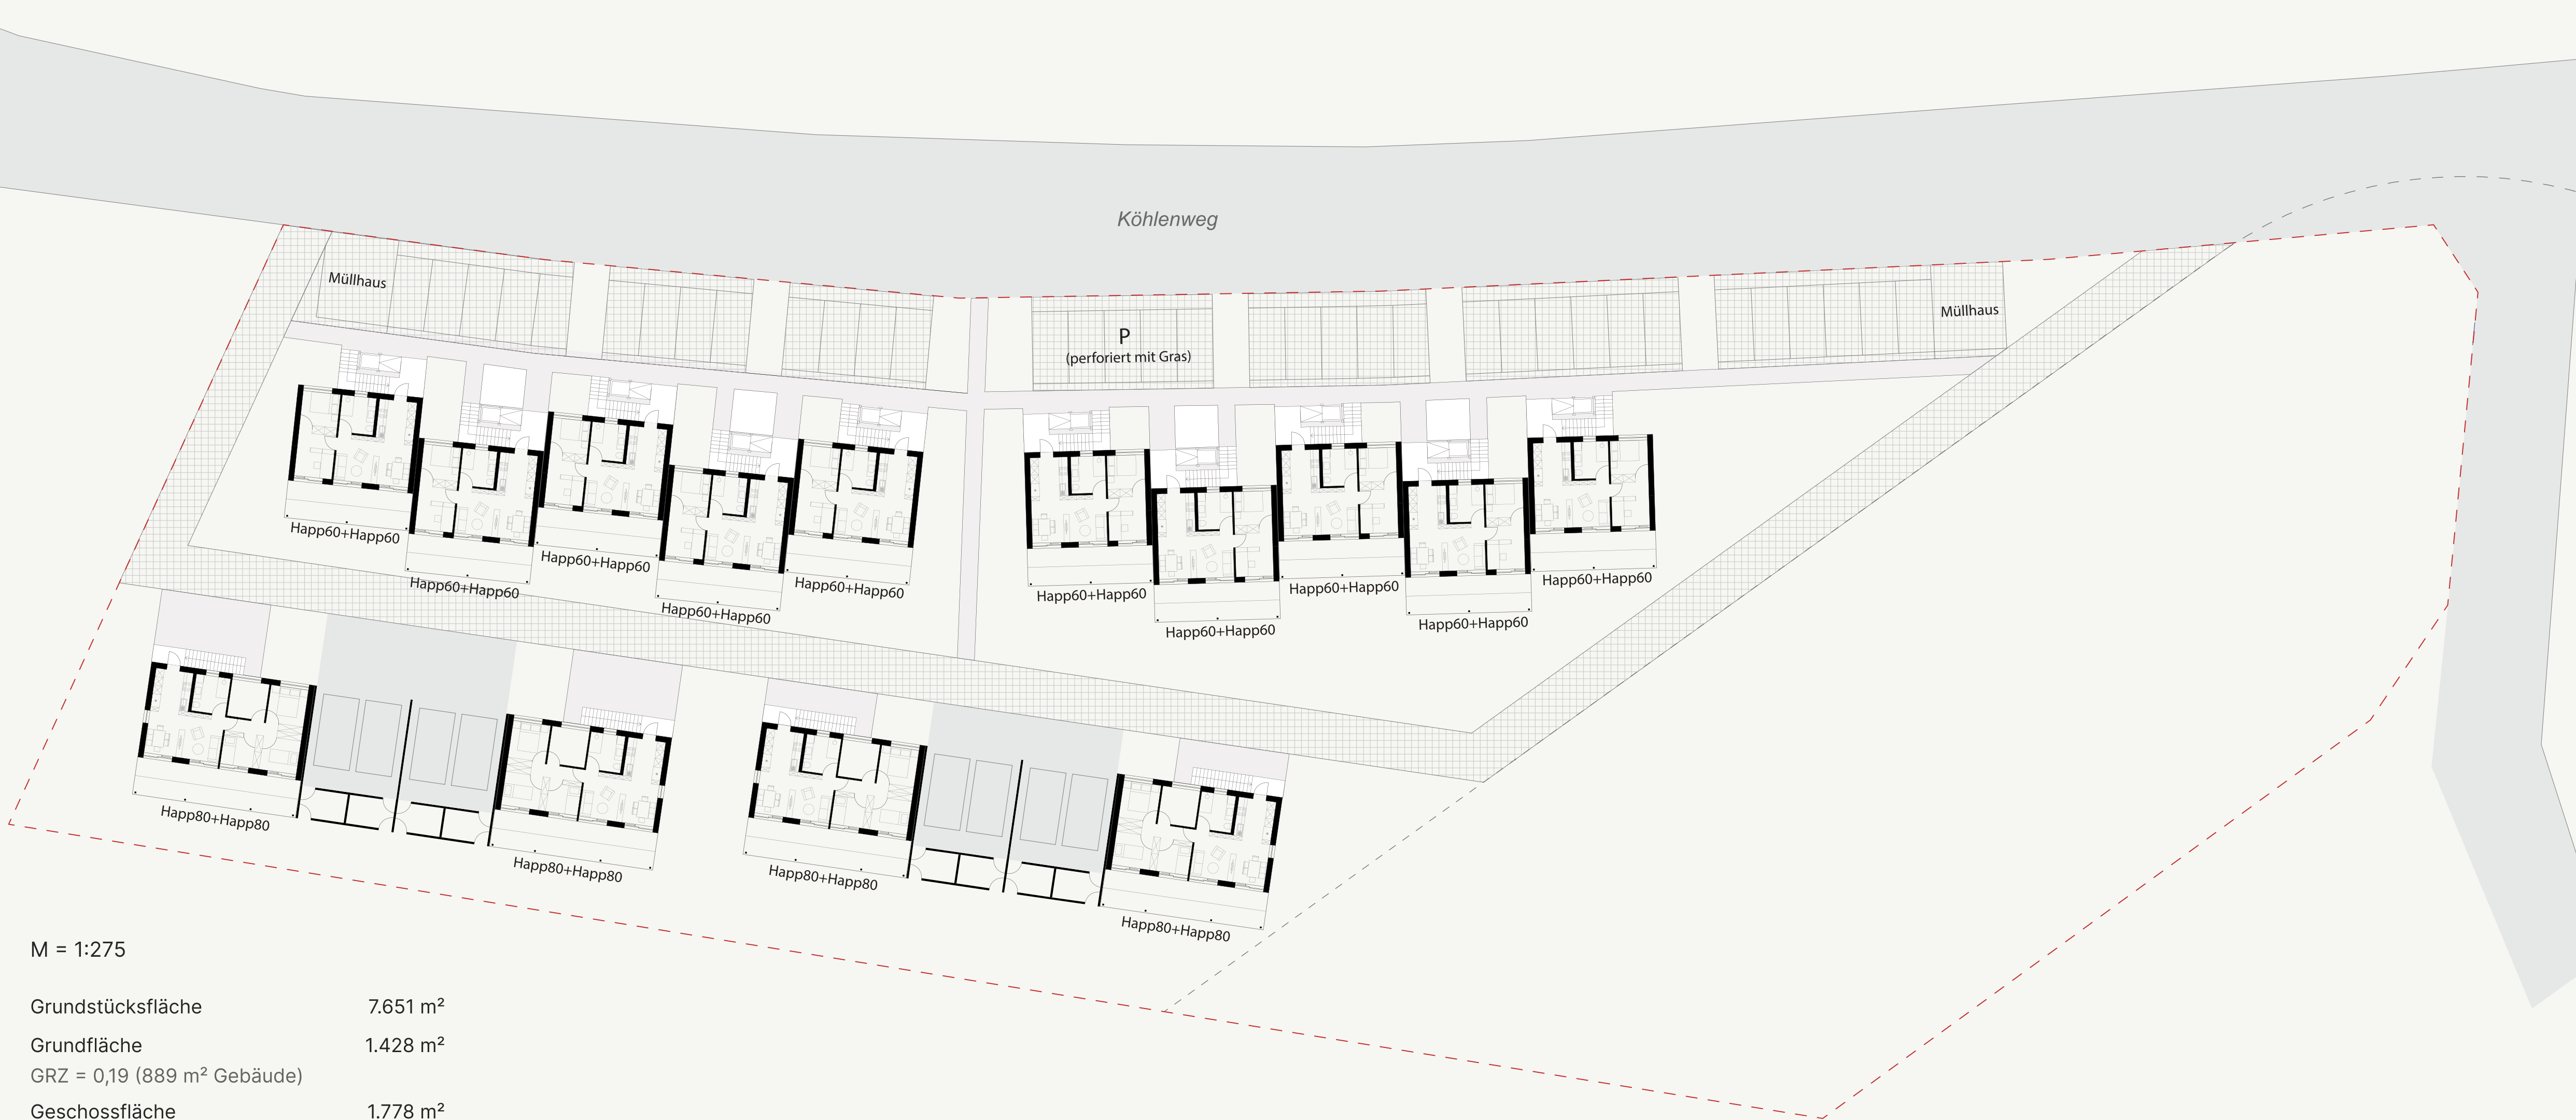 Köhlenweg
Müllhaus
P
(perforiert mit Gras)
Müllhaus
Happ60+Happ60
Happ60+Happ60
Happ60+Happ60
Happ60+Happ60
Happ60+Happ60
Happ60+Happ60
Happ60+Happ60
Happ60+Happ60
Happ60+Happ60
Happ60+Happ60
Happ80+Happ80
Happ80+Happ80
Happ80+Happ80
Happ80+Happ80
M = 1:275
Grundstücksfläche 7.651 m²
Grundfläche 1.428 m²
GRZ = 0,19 (889 m² Gebäude)
Geschossfläche 1.778 m²